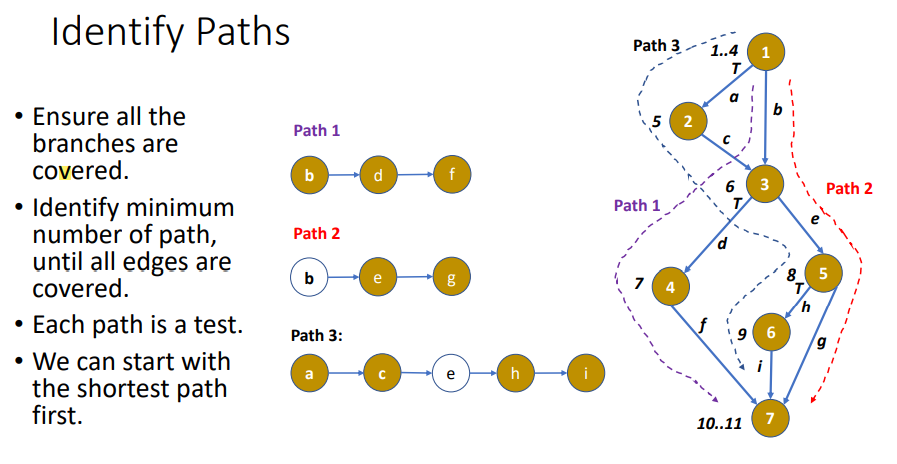 Identify Paths
• Ensure all the
branches are
covered.
• Identify minimum
number of path,
until all edges are
covered.
• Each path is a test.
• We can start with
the shortest path
first.
Path 1
b d f
Path 2
b e g
Path 3:
a c e h i
Path 3
1..4
T
1
a
b
5
2
c
6
T
3
Path 1
Path 2
d
e
7
4
8
T
5
h
f
9
6
g
i
10..11
7